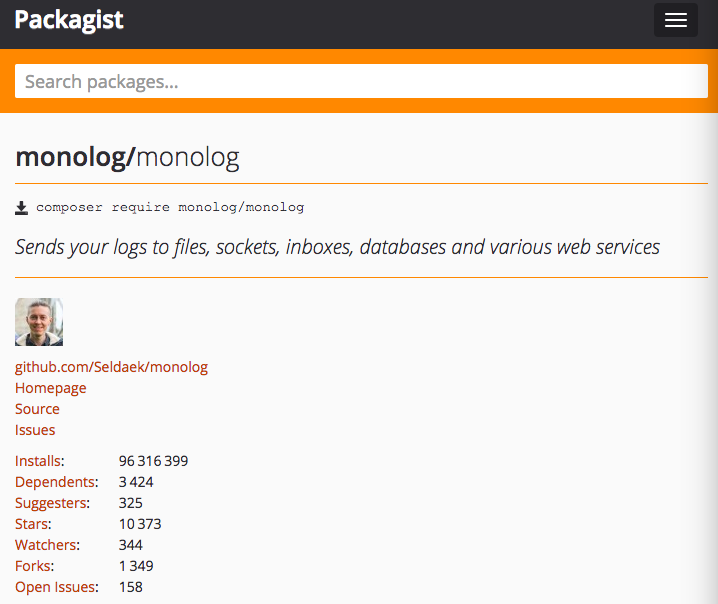 Packagist
Search packages...
monolog/monolog
composer require monolog/monolog
Sends your logs to files, sockets, inboxes, databases and various web services
github.com/Seldaek/monolog
Homepage
Source
Issues
Installs: 96 316 399
Dependents: 3 424
Suggesters: 325
Stars: 10 373
Watchers: 344
Forks: 1 349
Open Issues: 158